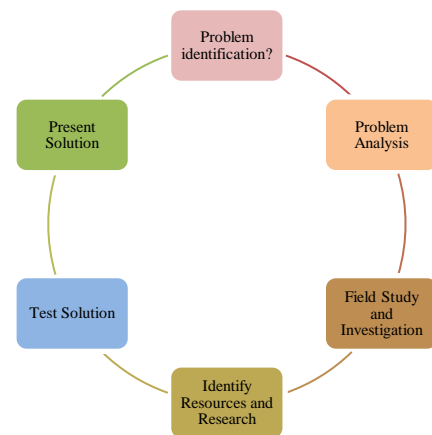 Problem
identification?
Problem
Analysis
Field Study
and
Investigation
Identify
Resources and
Research
Test Solution
Present
Solution